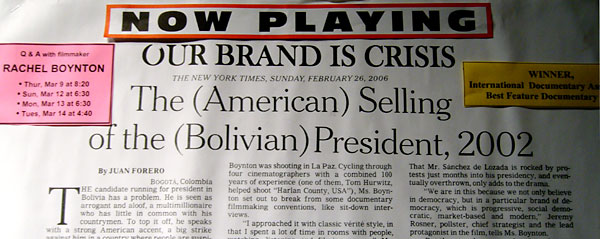 NOW PLAYING
OUR BRAND IS CRISIS
Q & A with filmmaker
RACHEL BOYNTON
• Thur, Mar 9 at 8:20
• Sun, Mar 12 at 6:30
• Mon, Mar 13 at 6:30
• Tues, Mar 14 at 4:40
THE NEW YORK TIMES, SUNDAY, FEBRUARY 26, 2006
WINNER,
International Documentary
Best Feature Documentary
The (American) Selling
of the (Bolivian) President, 2002
By JUAN FORERO
BOGOTÁ, Colombia
THE candidate running for president in
Bolivia has a problem. He is seen as
arrogant and aloof, a multimillionaire
who has little in common with his
countrymen. To top it off, he speaks
with a strong American accent, a big strike
against him in a country where people are
Boynton was shooting in La Paz. Cycling through
four cinematographers with a combined 100
years of experience (one of them, Tom Hurwitz,
helped shoot "Harlan County, USA"), Ms. Boyn-
ton set out to break from some documentary
filmmaking conventions, like sit-down inter-
views.
"I approached it in classic vérité style, in
that I spent a lot of time in rooms with people,
That Mr. Sánchez de Lozada is rocked by pro-
tests just months into his presidency, and even-
tually overthrown, only adds to the drama.
"We are in this because we not only believe
in democracy, but in a particular brand of de-
mocracy, which is progressive, social demo-
cratic, market-based and modern," Jeremy
Rosner, pollster, chief strategist and the lead
protagonist in the film, tells Ms. Boynton.